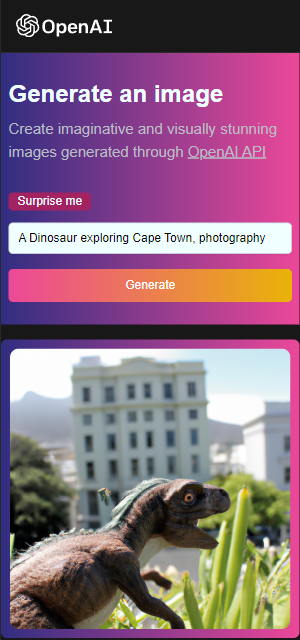 OpenAI
Generate an image
Create imaginative and visually stunning
images generated through OpenAI API
Surprise me
A Dinosaur exploring Cape Town, photography
Generate